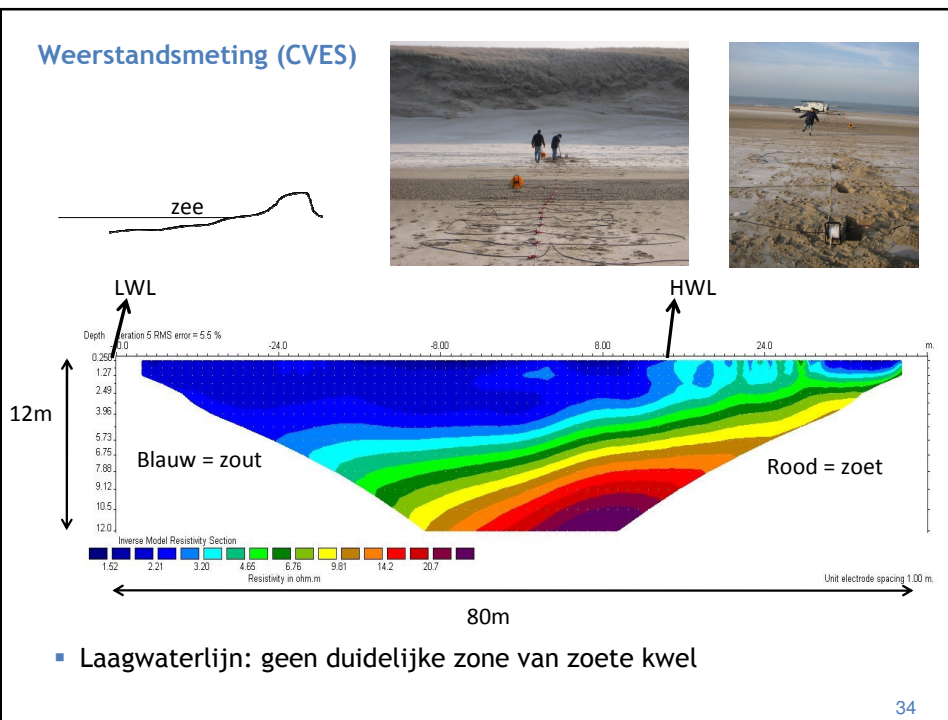 Weerstandsmeting (CVES)
zee
LWL
HWL
Depth eration 5 RMS error = 5.5 %
0.0 -24.0 -8.00 8.00 24.0 m.
0.250
1.27
2.49
3.96
5.73
6.75
7.88
9.12
10.5
12.0
12m
Blauw = zout
Rood = zoet
Inverse Model Resistivity Section
1.52 2.21 3.20 4.65 6.76 9.81 14.2 20.7
Resistivity in ohm.m
Unit electrode spacing 1.00 m.
80m
Laagwaterlijn: geen duidelijke zone van zoete kwel
34